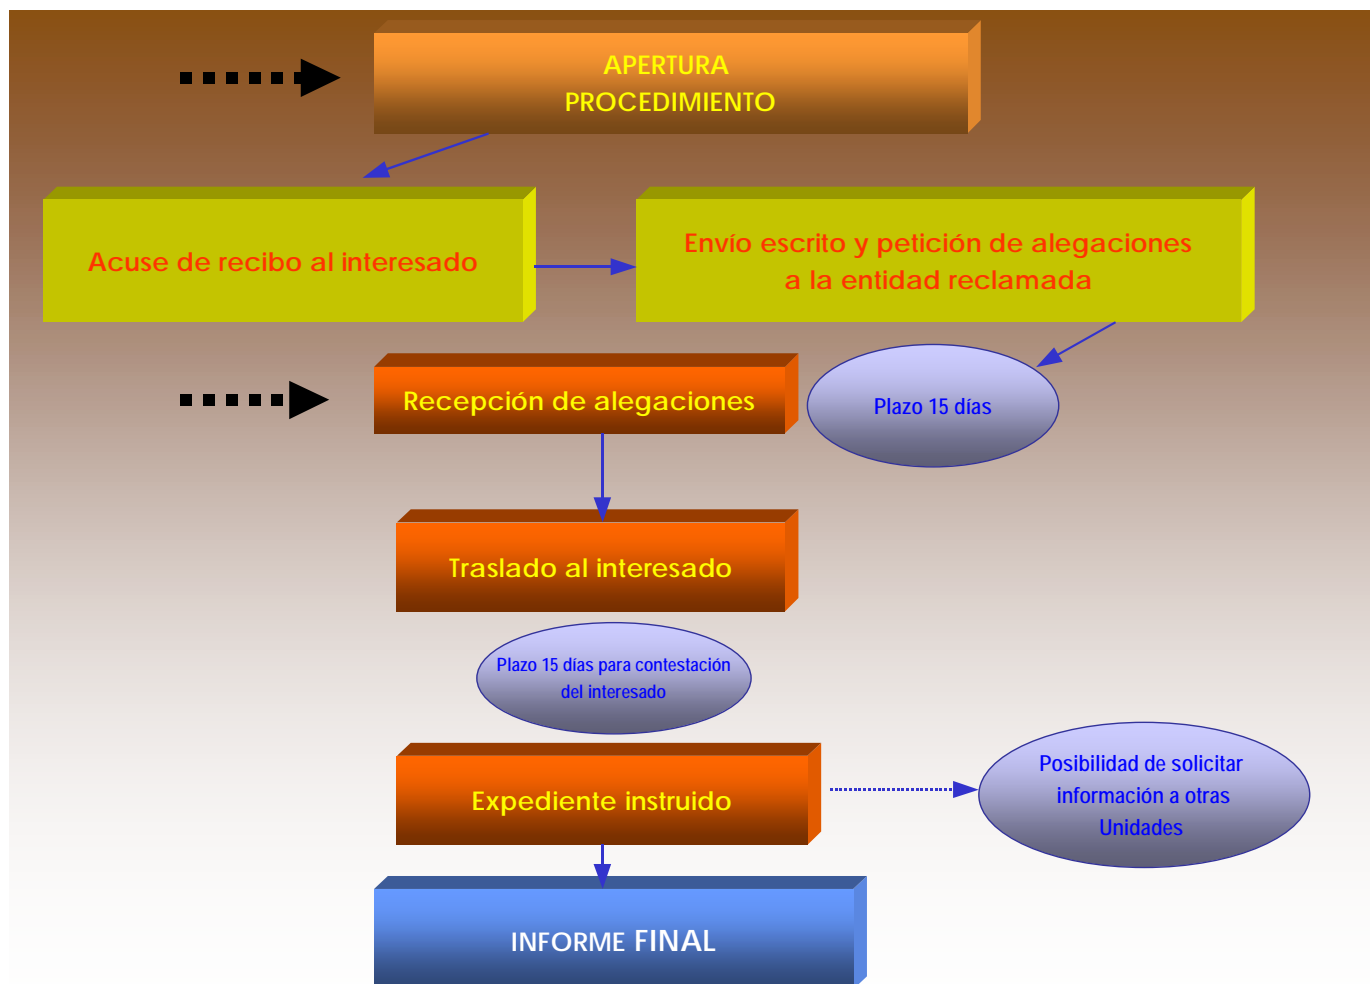 APERTURA
PROCEDIMIENTO
Acuse de recibo al interesado
Envío escrito y petición de alegaciones
a la entidad reclamada
Recepción de alegaciones
Plazo 15 días
Traslado al interesado
Plazo 15 días para contestación
del interesado
Expediente instruido
Posibilidad de solicitar
información a otras
Unidades
INFORME FINAL